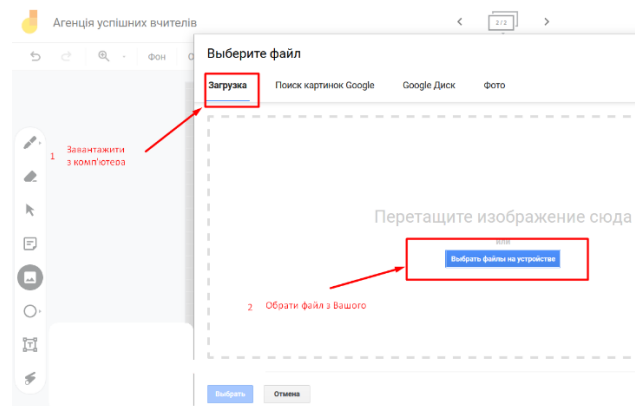 Агенція успішних вчителів
2/2
Фон
Выберите файл
Загрузка Поиск картинок Google Google Диск Фото
1 Завантажити
з комп'ютера
Перетащите изображение сюда
или
Выбрать файлы на устройстве
2 Обрати файл з Вашого
Выбрать Отмена